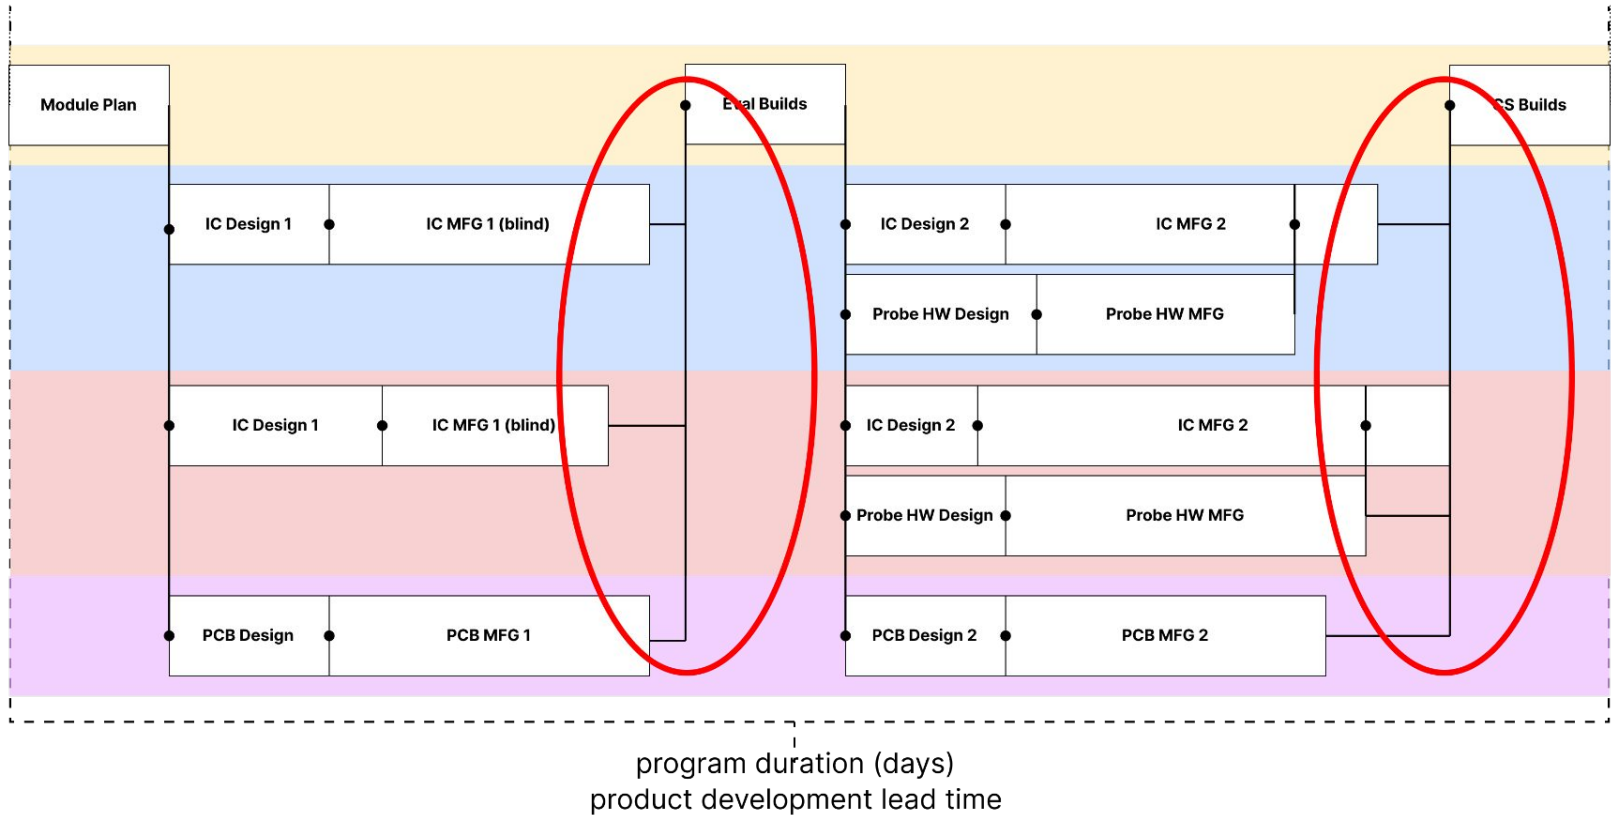 Module Plan
Eval Builds
CS Builds
IC Design 1
IC MFG 1 (blind)
IC Design 2
IC MFG 2
Probe HW Design
Probe HW MFG
IC Design 1
IC MFG 1 (blind)
IC Design 2
IC MFG 2
Probe HW Design
Probe HW MFG
PCB Design
PCB MFG 1
PCB Design 2
PCB MFG 2
program duration (days)
product development lead time